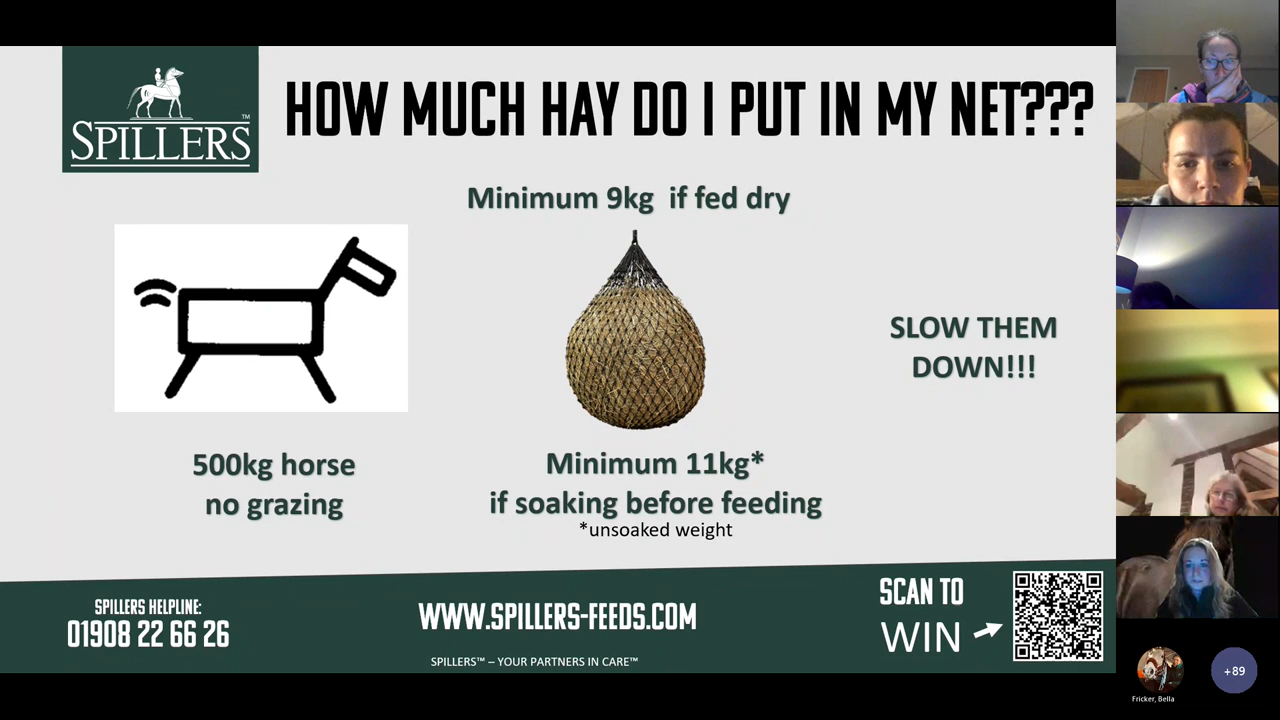 SPILLERS™
HOW MUCH HAY DO I PUT IN MY NET???
Minimum 9kg if fed dry
SLOW THEM
DOWN!!!
500kg horse
no grazing
Minimum 11kg*
if soaking before feeding
*unsoaked weight
SPILLERS HELPLINE:
01908 22 66 26
WWW.SPILLERS-FEEDS.COM
SPILLERS™ – YOUR PARTNERS IN CARE™
SCAN TO
WIN
Fricker, Bella
+89